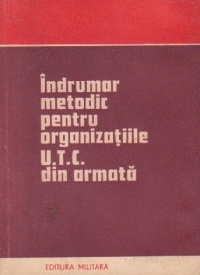 Îndrumar
metodic
pentru
organizațiile
U.T.C.
din armată
EDITURA MILITARĂ